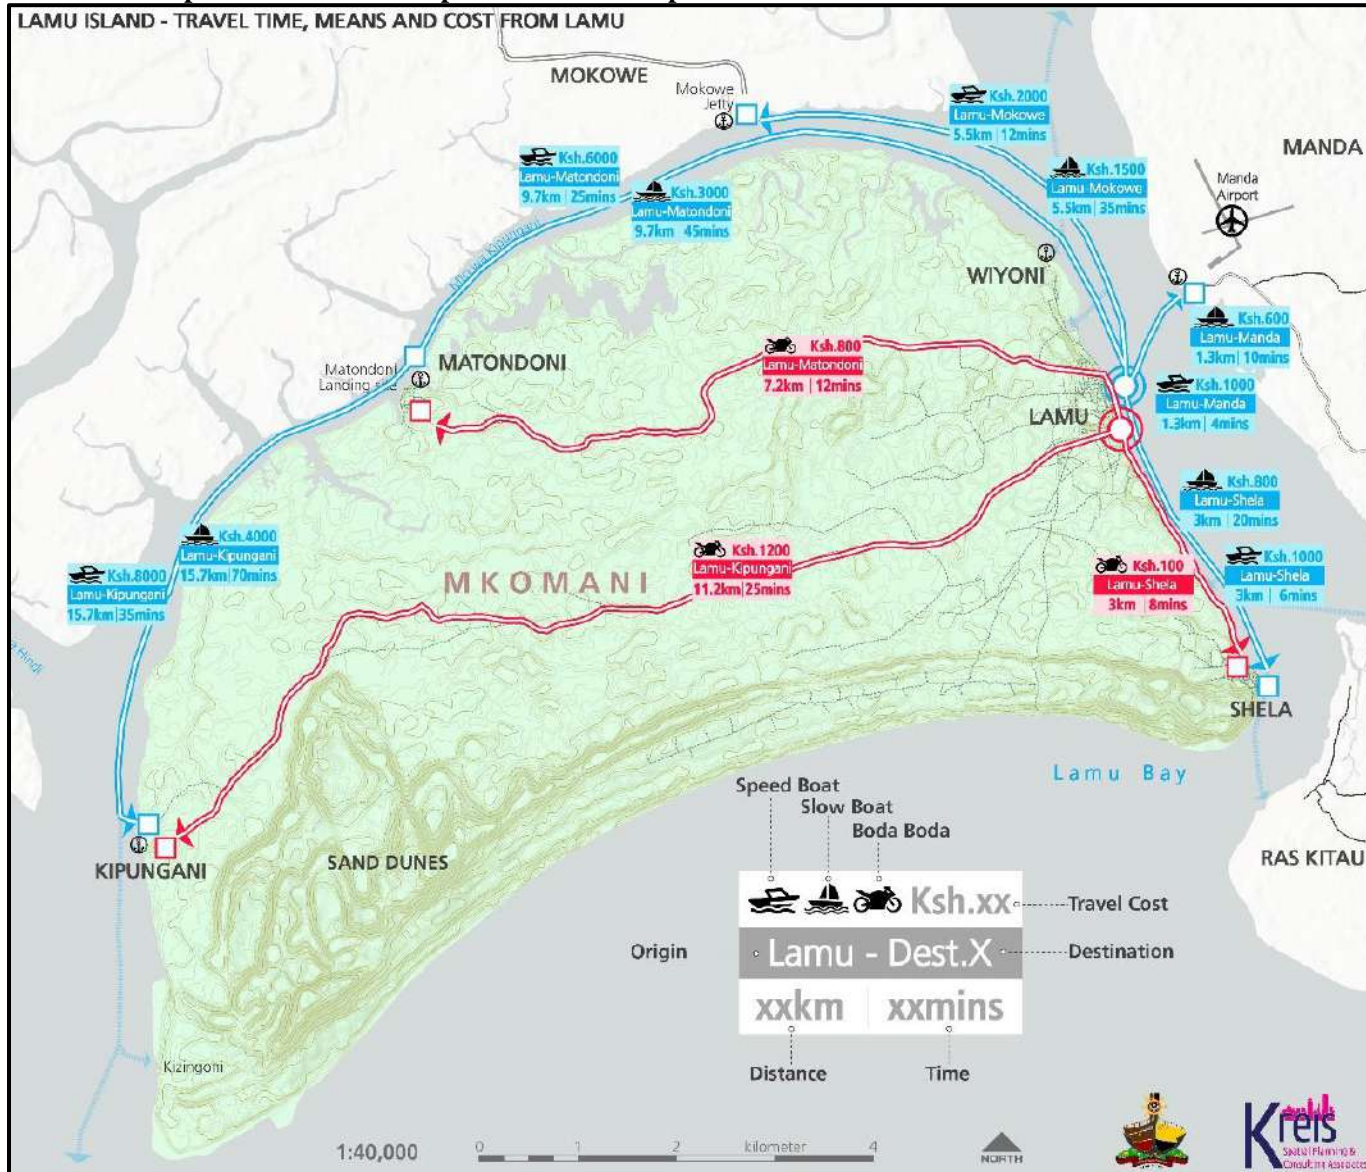 LAMU ISLAND - TRAVEL TIME, MEANS AND COST FROM LAMU
MOKOWE
Mokowe
Jetty
Ksh.2000
Lamu-Mokowe
5.5km | 12mins
MANDA
Ksh.6000
Lamu-Matondoni
9.7km | 25mins
Ksh.3000
Lamu-Matondoni
9.7km 45mins
Ksh.1500
Lamu-Mokowe
5.5km | 35mins
Manda
Airport
WIYONI
Ksh.600
Lamu-Manda
1.3km | 10mins
Matondoni
Landing site
MATONDONI
Ksh.800
Lamu-Matondoni
7.2km | 12mins
Ksh.1000
Lamu-Manda
1.3km | 4mins
LAMU
Ksh.800
Lamu-Shela
3km | 20mins
Ksh.4000
Lamu-Kipungani
15.7km|70mins
Ksh.8000
Lamu-Kipungani
15.7km|35mins
MKOMANI
Ksh.1200
Lamu-Kipungani
11.2km|25mins
Ksh.100
Lamu-Shela
3km | 8mins
Ksh.1000
Lamu-Shela
3km | 6mins
Hindi
SHELA
Lamu Bay
KIPUNGANI
SAND DUNES
RAS KITAU
Speed Boat
Slow Boat
Boda Boda
Ksh.xx
Travel Cost
Origin
Lamu - Dest.X
Destination
xxkm | xxmins
Distance
Time
Kizingoni
1:40,000
0 1 2 kilometer 4
NORTH
Kreis
Spatial Planning &
Consulting Associates